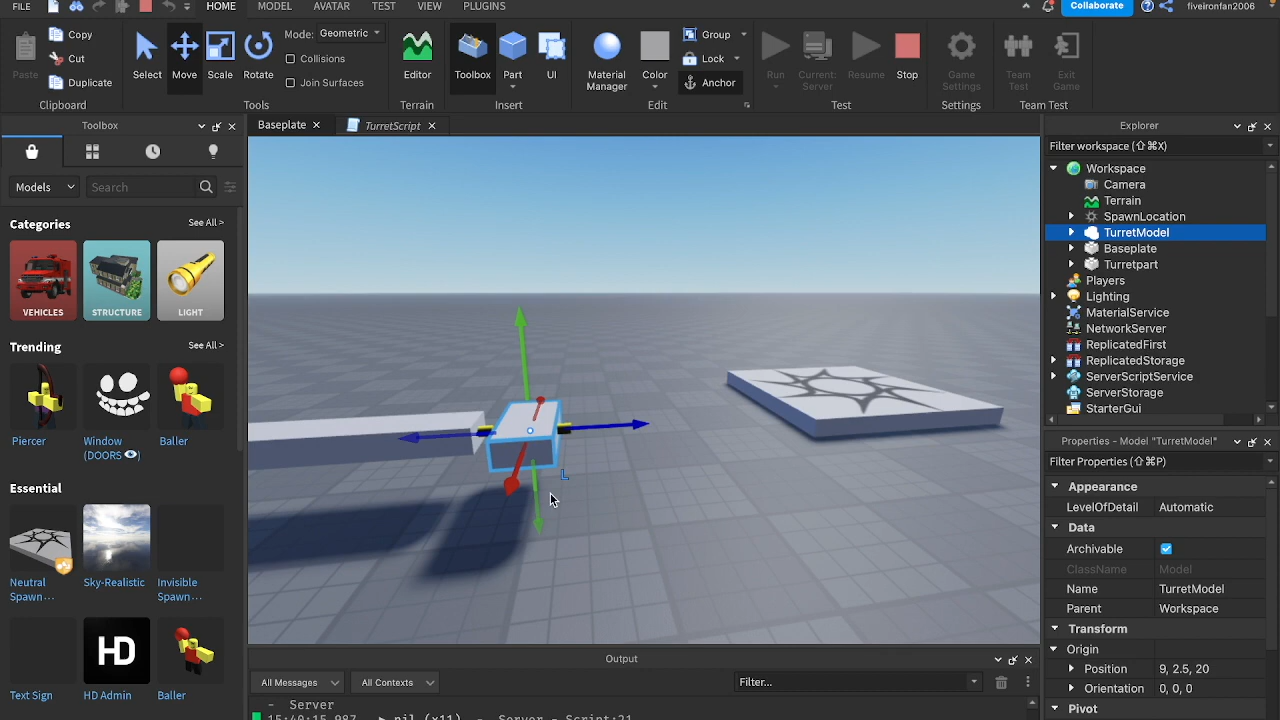 FILE HOME MODEL AVATAR TEST VIEW PLUGINS Collaborate fiveironfan2006
Paste Copy Cut Duplicate
Clipboard
Select Move Scale Rotate
Mode: Geometric
Collisions
Join Surfaces
Tools
Editor
Terrain
Toolbox Part UI
Insert
Material Manager Color
Group
Lock
Anchor
Edit
Run Current: Server Resume Stop
Test
Game Settings
Settings
Team Test Exit Game
Team Test
Toolbox
Models Search
Categories See All >
VEHICLES STRUCTURE LIGHT
Trending See All >
Piercer Window (DOORS Baller
Essential See All >
Neutral Spawn... Sky-Realistic Invisible Spawn...
HD
Text Sign HD Admin Baller
Baseplate TurretScript
Output
All Messages All Contexts Filter...
- Server
15:40:15.987 ▶ nil (x11) - Server - Script:21
Explorer
Filter workspace (⇧⌘X)
Workspace
Camera
Terrain
SpawnLocation
TurretModel
Baseplate
Turretpart
Players
Lighting
MaterialService
NetworkServer
ReplicatedFirst
ReplicatedStorage
ServerScriptService
ServerStorage
StarterGui
Properties - Model "TurretModel"
Filter Properties (⇧⌘P)
Appearance
LevelOfDetail Automatic
Data
Archivable
ClassName Model
Name TurretModel
Parent Workspace
Transform
Origin
Position 9, 2.5, 20
Orientation 0, 0, 0
Pivot